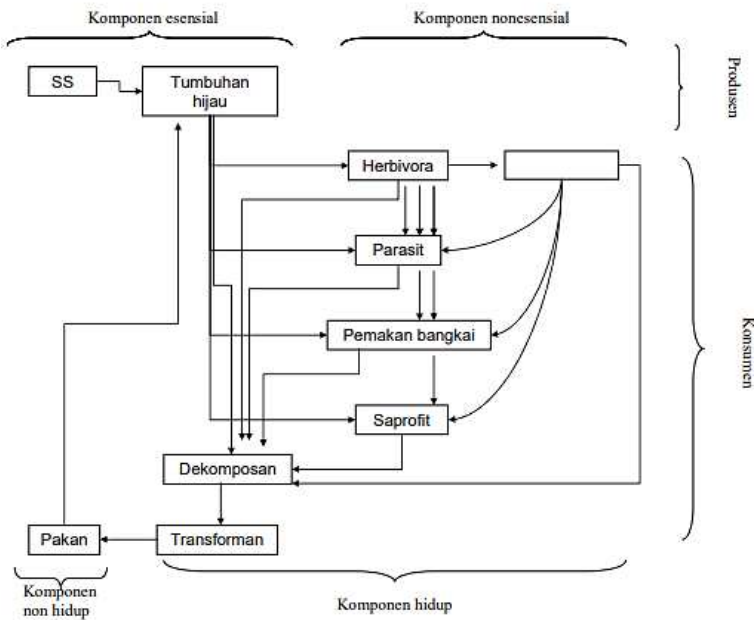 Komponen esensial
Komponen nonesensial
SS
Tumbuhan
hijau
Produsen
Herbivora
Parasit
Pemakan bangkai
Konsumen
Saprofit
Dekomposan
Pakan
Transforman
Komponen
non hidup
Komponen hidup